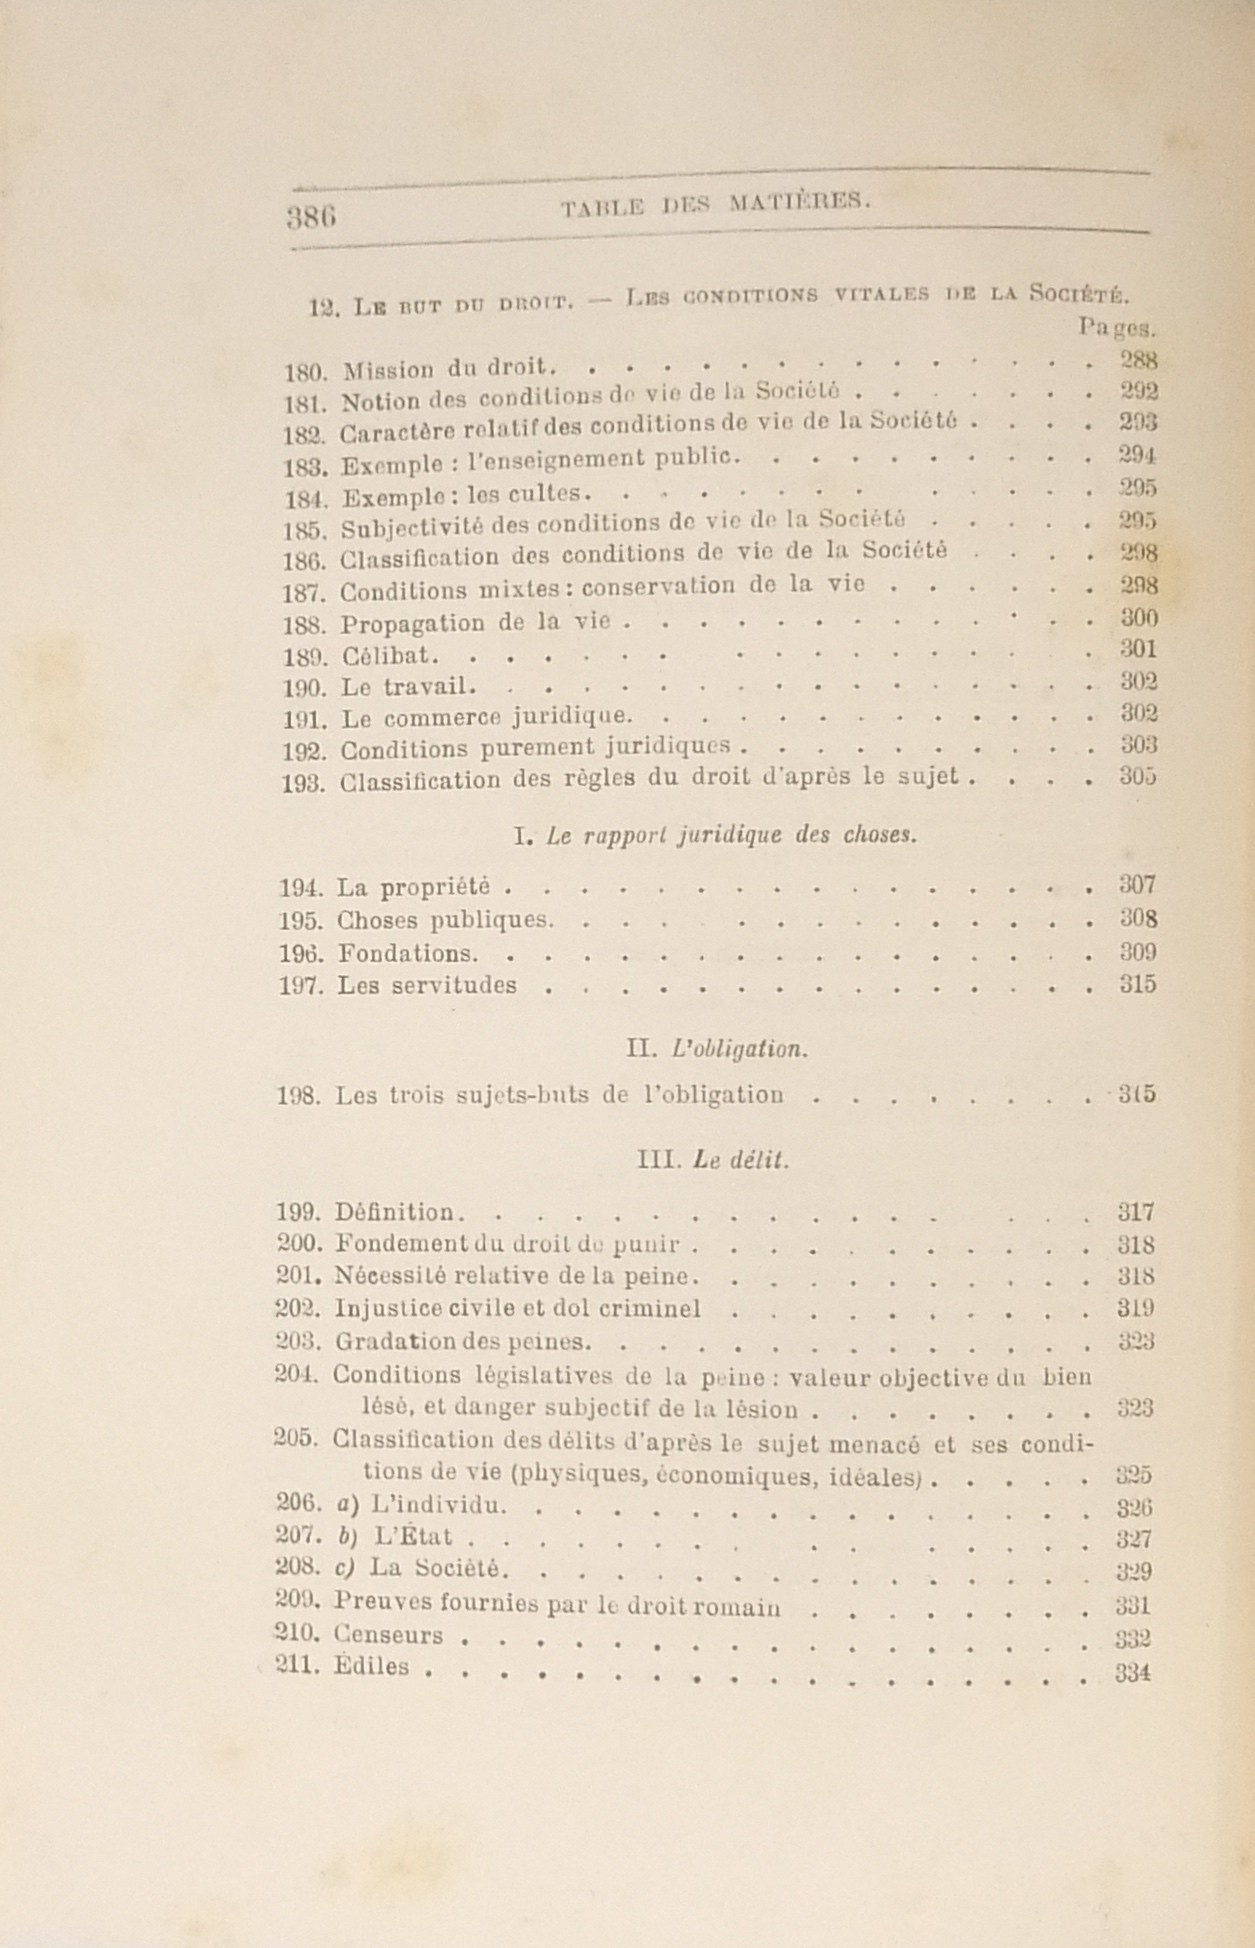 386 TABLE DES MATIÈRES.
12. LE BUT DU DROIT. — LES CONDITIONS VITALES DE LA SOCIÉTÉ.
Pages.
180. Mission du droit. . . . . . . . . . . . . . . 288
181. Notion des conditions de vie de la Société . . . . . . . 292
182. Caractère relatif des conditions de vie de la Société . . . . 293
183. Exemple : l'enseignement public. . . . . . . . . . 294
184. Exemple : les cultes. . . . . . . . . . . . . 295
185. Subjectivité des conditions de vie de la Société . . . . . 295
186. Classification des conditions de vie de la Société . . . . 298
187. Conditions mixtes : conservation de la vie . . . . . . 298
188. Propagation de la vie . . . . . . . . . . . . . 300
189. Célibat. . . . . . . . . . . . . . . . 301
190. Le travail. . . . . . . . . . . . . . . . . 302
191. Le commerce juridique. . . . . . . . . . . . . 302
192. Conditions purement juridiques . . . . . . . . . . 303
193. Classification des règles du droit d'après le sujet . . . . 305
I. Le rapport juridique des choses.
194. La propriété . . . . . . . . . . . . . . . . 307
195. Choses publiques. . . . . . . . . . . . . . 308
196. Fondations. . . . . . . . . . . . . . . . . 309
197. Les servitudes . . . . . . . . . . . . . . . 315
II. L'obligation.
198. Les trois sujets-buts de l'obligation . . . . . . . . 315
III. Le délit.
199. Définition. . . . . . . . . . . . . . . . 317
200. Fondement du droit de punir . . . . . . . . . . . 318
201. Nécessité relative de la peine. . . . . . . . . . . 318
202. Injustice civile et dol criminel . . . . . . . . . . 319
203. Gradation des peines. . . . . . . . . . . . . . 323
204. Conditions législatives de la peine : valeur objective du bien
lésé, et danger subjectif de la lésion . . . . . . . . 323
205. Classification des délits d'après le sujet menacé et ses condi-
tions de vie (physiques, économiques, idéales) . . . . . 325
206. a) L'individu. . . . . . . . . . . . . . . . 326
207. b) L'État . . . . . . . . . . . . . . 327
208. c) La Société. . . . . . . . . . . . . . . . 329
209. Preuves fournies par le droit romain . . . . . . . . 331
210. Censeurs . . . . . . . . . . . . . . . . . 332
211. Édiles . . . . . . . . . . . . . . . . . . 334